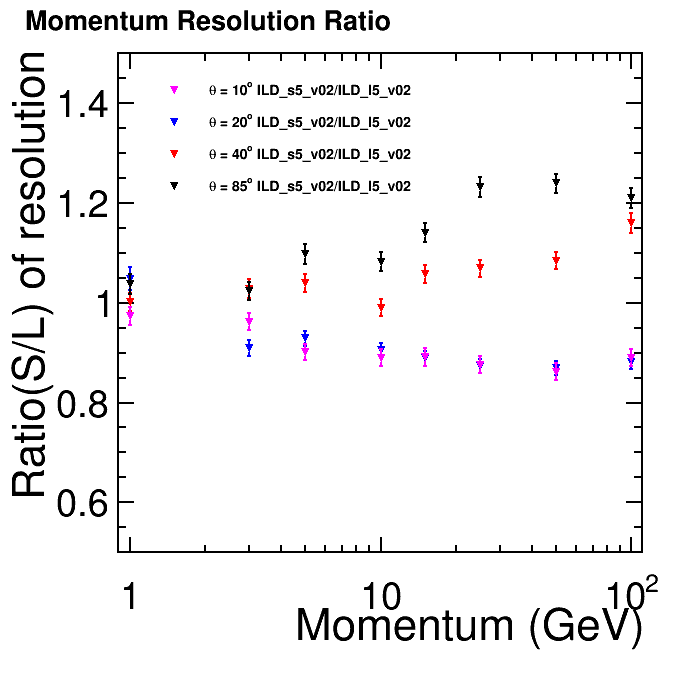 Momentum Resolution Ratio
θ = 10° ILD_s5_v02/ILD_l5_v02
θ = 20° ILD_s5_v02/ILD_l5_v02
θ = 40° ILD_s5_v02/ILD_l5_v02
θ = 85° ILD_s5_v02/ILD_l5_v02
Ratio(S/L) of resolution
1.4
1.2
1
0.8
0.6
1
10
10²
Momentum (GeV)